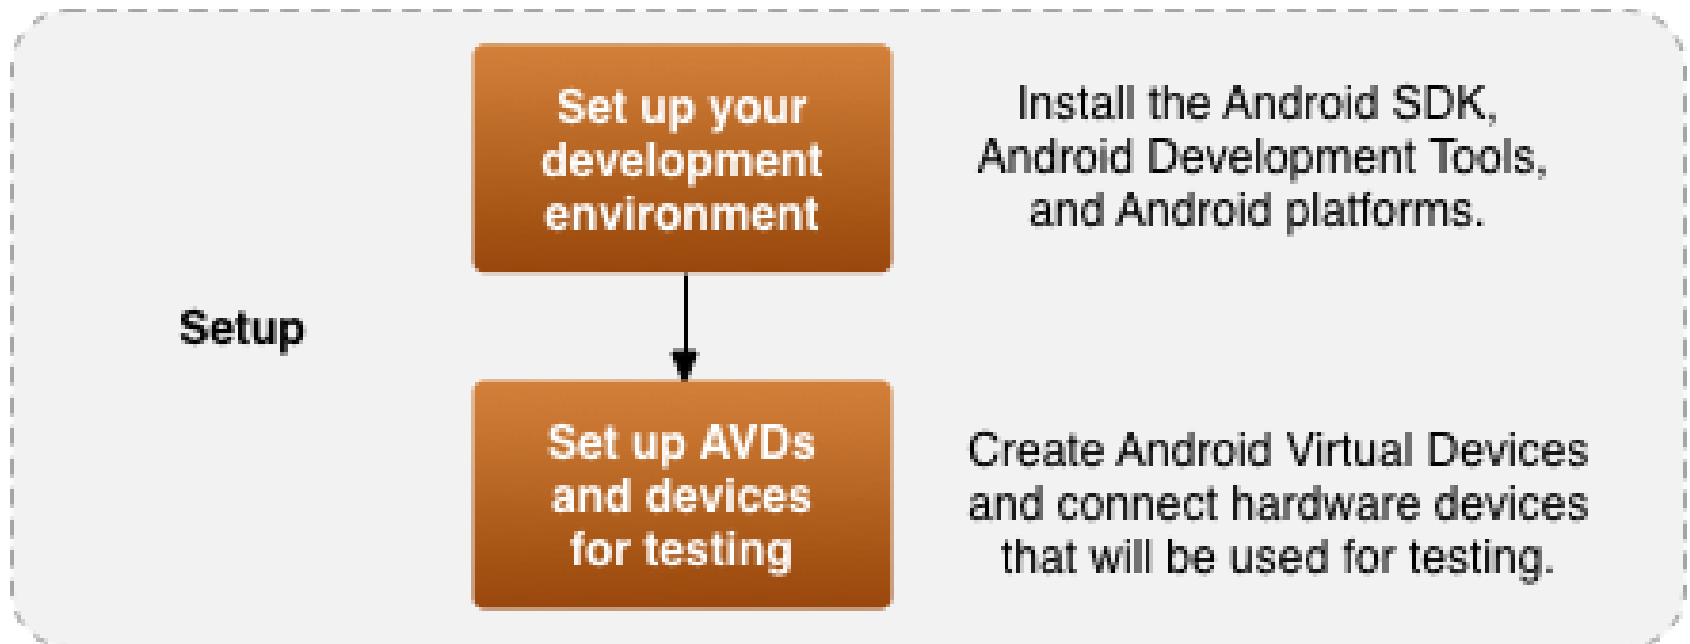 Set up your
development
environment
Install the Android SDK,
Android Development Tools,
and Android platforms.
Setup
Set up AVDs
and devices
for testing
Create Android Virtual Devices
and connect hardware devices
that will be used for testing.